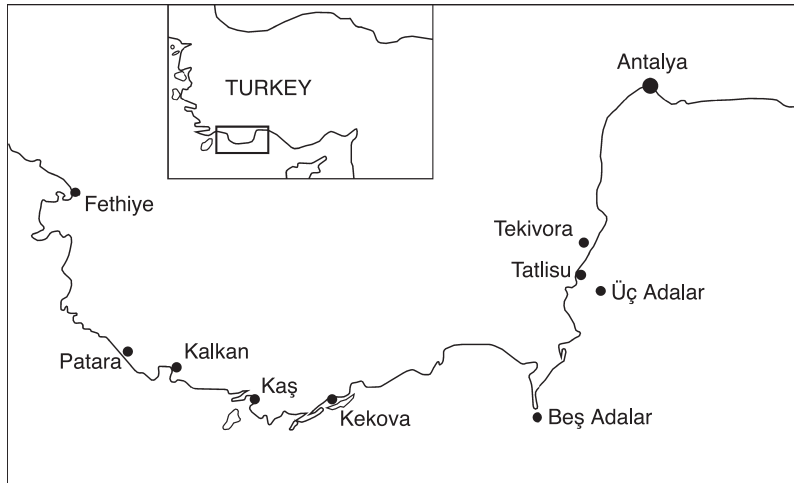 TURKEY
Antalya
Fethiye
Tekivora
Tatlisu
Üç Adalar
Patara
Kalkan
Kaş
Kekova
Beş Adalar